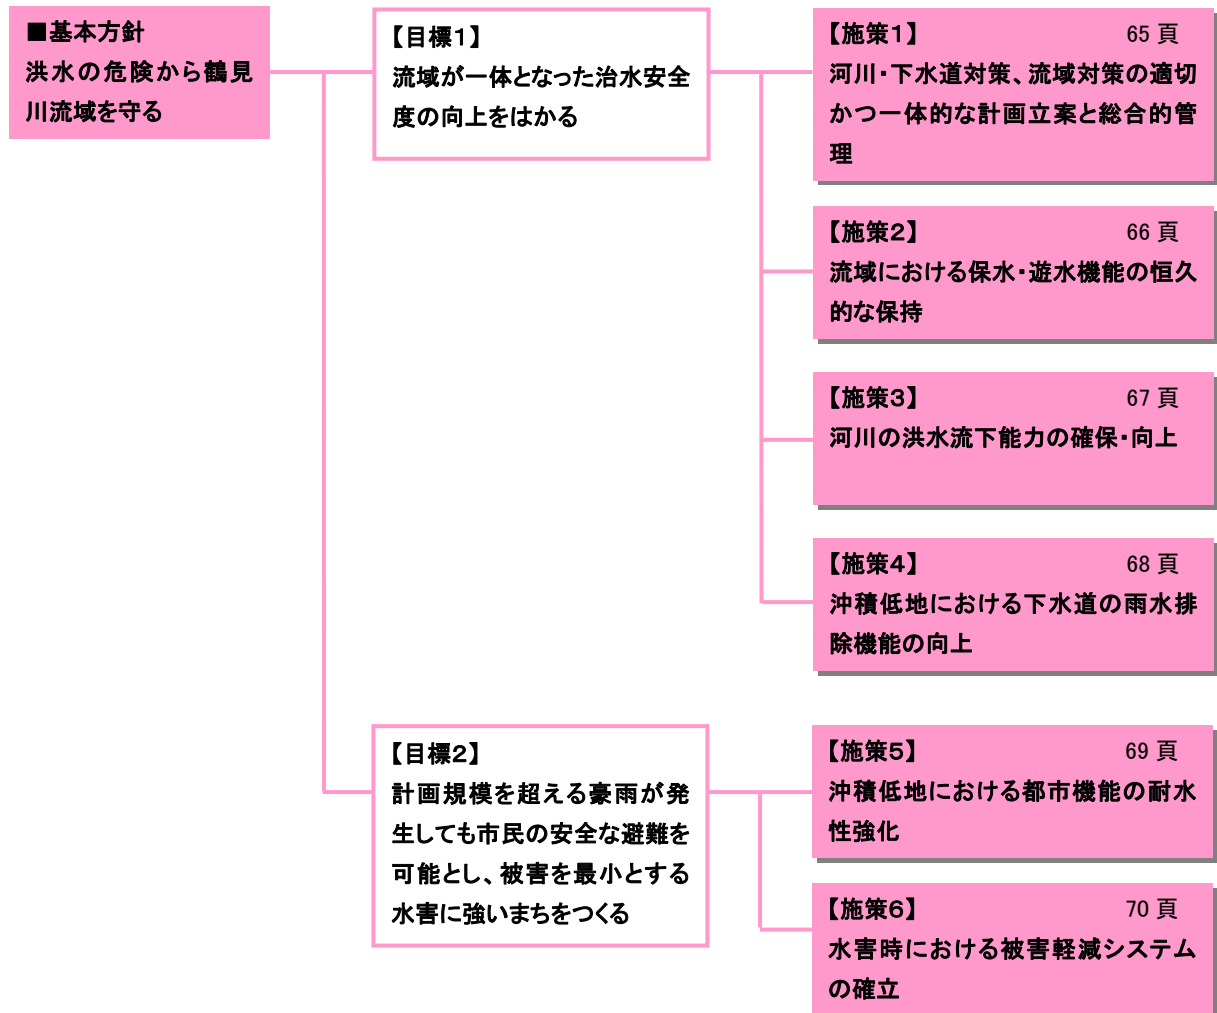 ■基本方針
洪水の危険から鶴見
川流域を守る
【目標１】
流域が一体となった治水安全
度の向上をはかる
【施策１】 65 頁
河川・下水道対策、流域対策の適切
かつ一体的な計画立案と総合的管
理
【施策２】 66 頁
流域における保水・遊水機能の恒久
的な保持
【施策３】 67 頁
河川の洪水流下能力の確保・向上
【施策４】 68 頁
沖積低地における下水道の雨水排
除機能の向上
【目標２】
計画規模を超える豪雨が発
生しても市民の安全な避難を
可能とし、被害を最小とする
水害に強いまちをつくる
【施策５】 69 頁
沖積低地における都市機能の耐水
性強化
【施策６】 70 頁
水害時における被害軽減システム
の確立